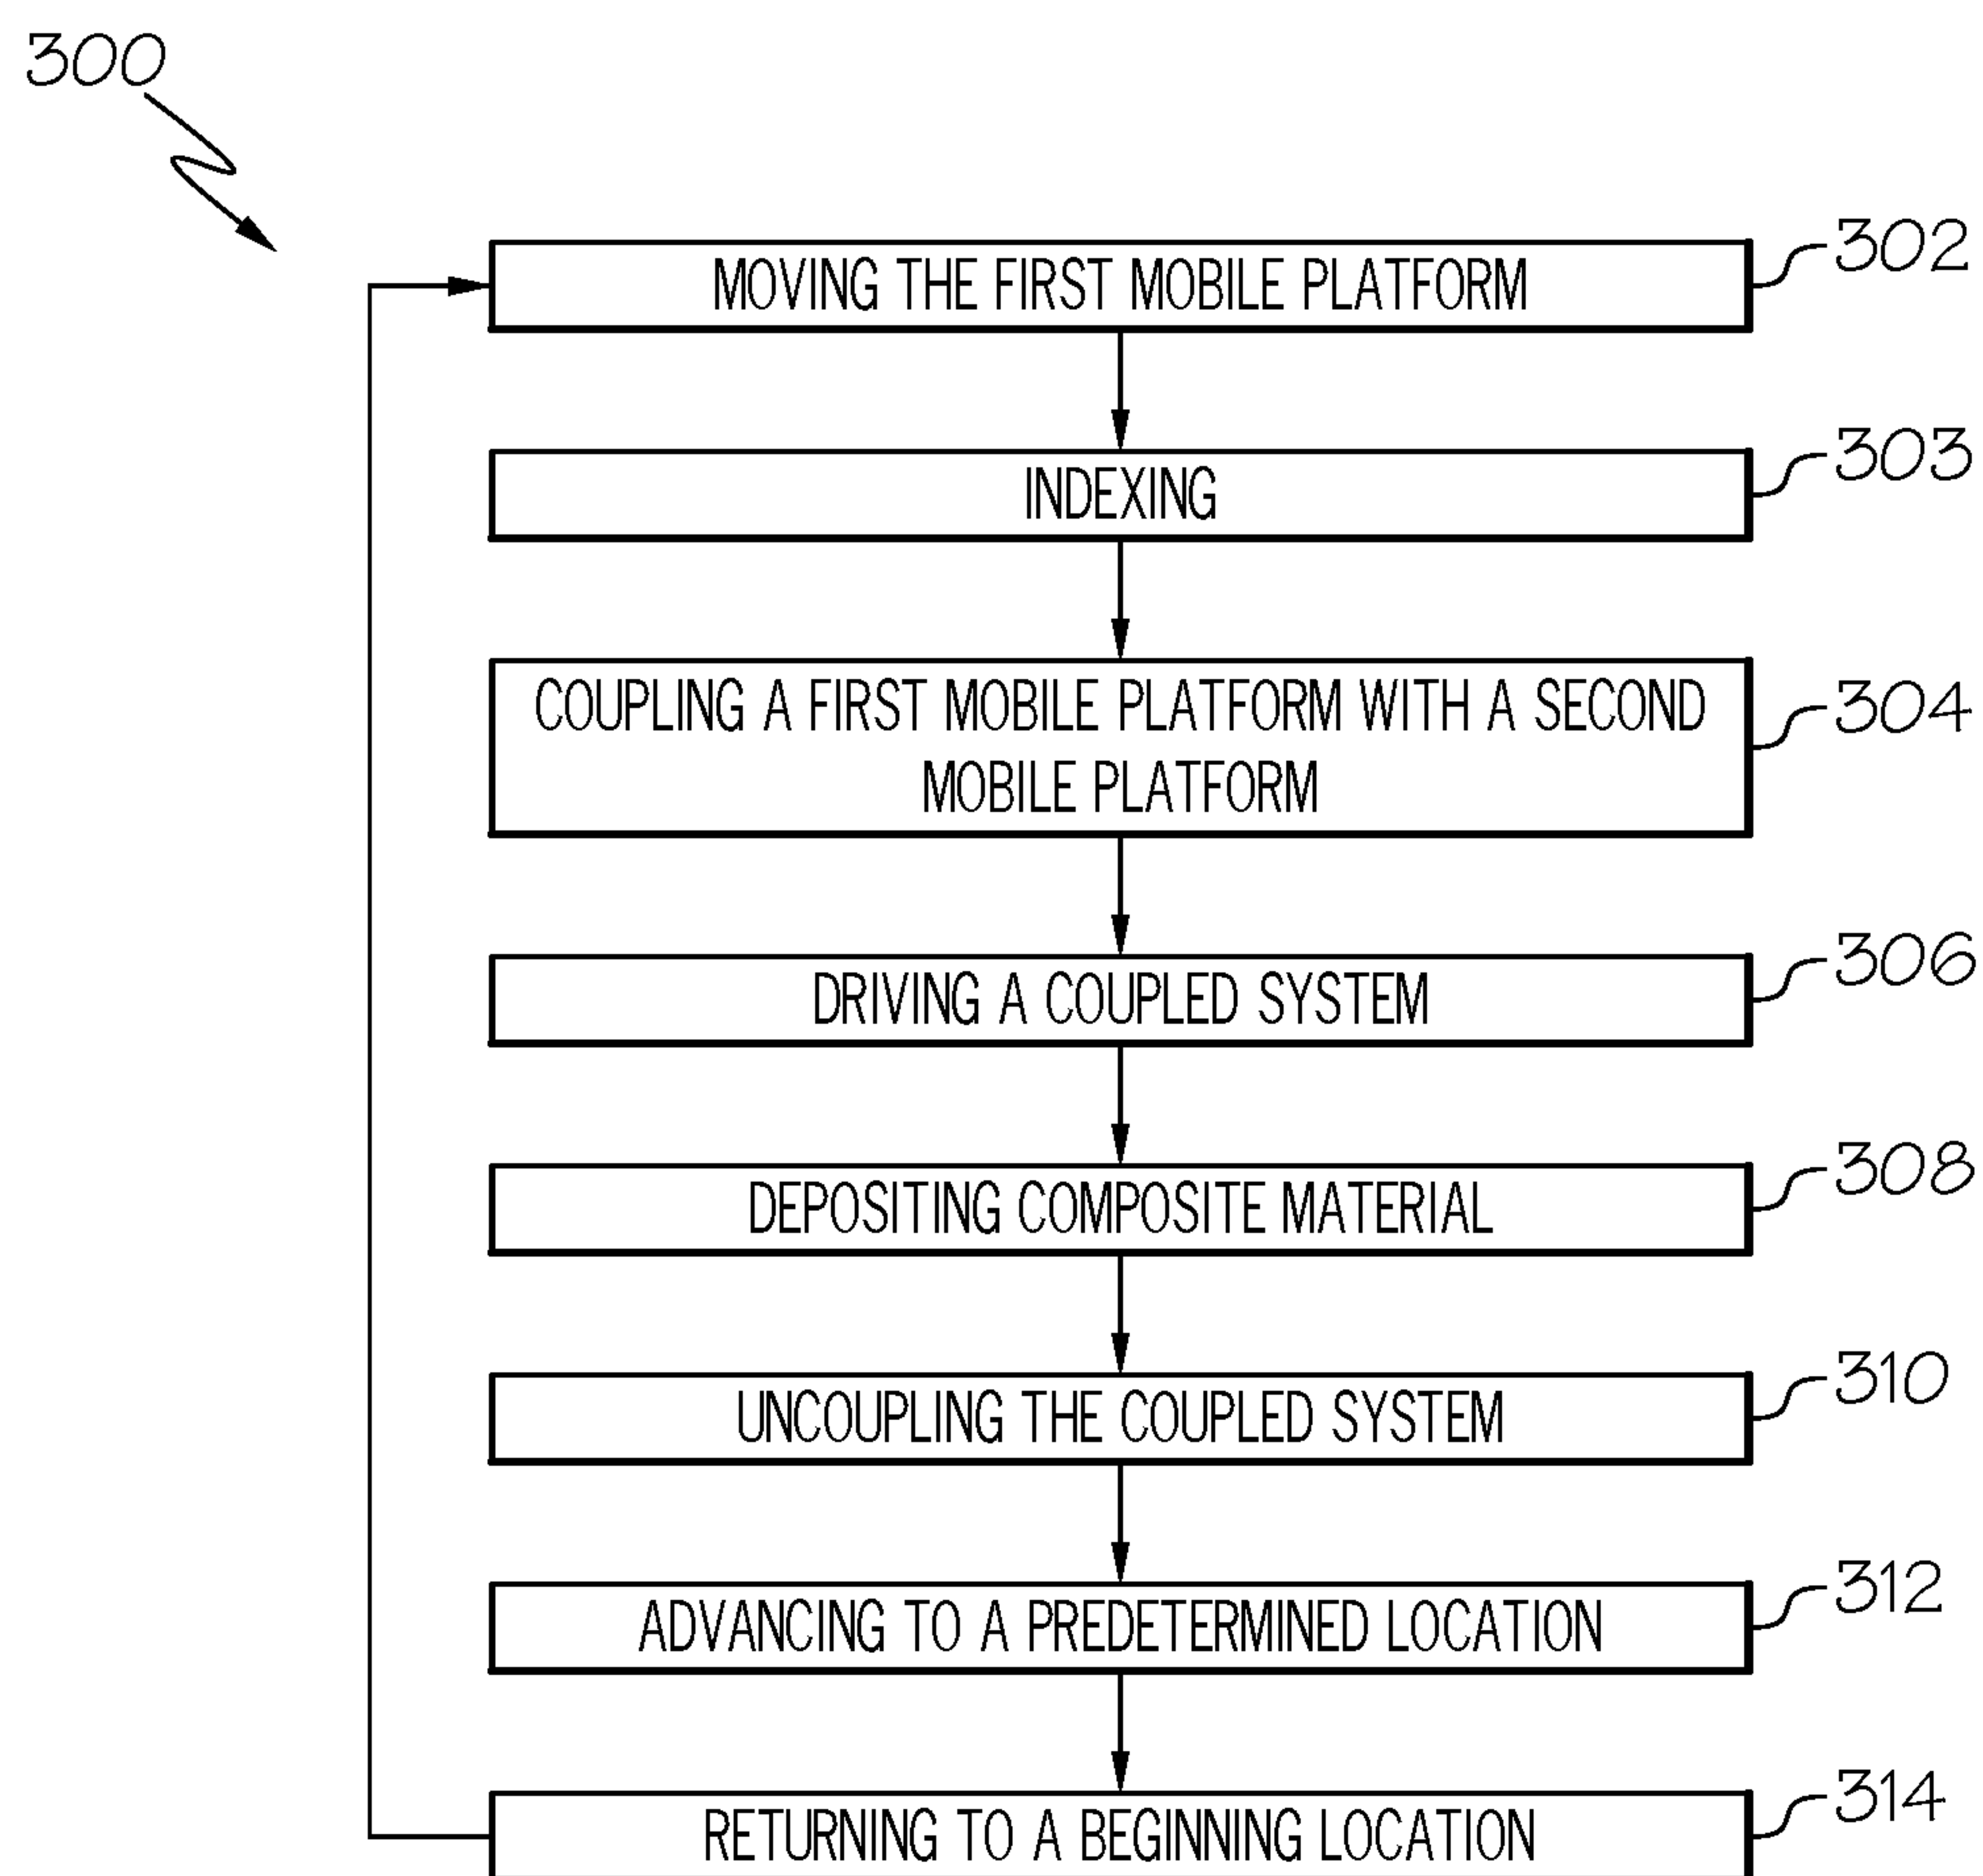 300
MOVING THE FIRST MOBILE PLATFORM
302
INDEXING
303
COUPLING A FIRST MOBILE PLATFORM WITH A SECOND
MOBILE PLATFORM
304
DRIVING A COUPLED SYSTEM
306
DEPOSITING COMPOSITE MATERIAL
308
UNCOUPLING THE COUPLED SYSTEM
310
ADVANCING TO A PREDETERMINED LOCATION
312
RETURNING TO A BEGINNING LOCATION
314